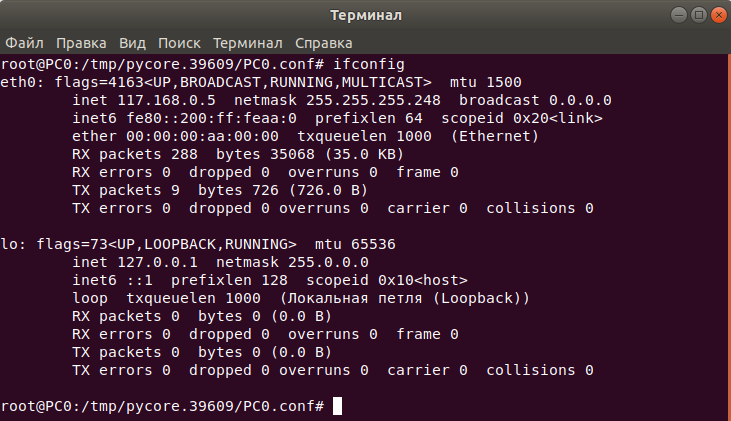 Терминал
Файл Правка Вид Поиск Терминал Справка
root@PC0:/tmp/pycore.39609/PC0.conf# ifconfig
eth0: flags=4163<UP,BROADCAST,RUNNING,MULTICAST>  mtu 1500
        inet 117.168.0.5  netmask 255.255.255.248  broadcast 0.0.0.0
        inet6 fe80::200:ff:feaa:0  prefixlen 64  scopeid 0x20<link>
        ether 00:00:00:aa:00:00  txqueuelen 1000  (Ethernet)
        RX packets 288  bytes 35068 (35.0 KB)
        RX errors 0  dropped 0  overruns 0  frame 0
        TX packets 9  bytes 726 (726.0 B)
        TX errors 0  dropped 0 overruns 0  carrier 0  collisions 0

lo: flags=73<UP,LOOPBACK,RUNNING>  mtu 65536
        inet 127.0.0.1  netmask 255.0.0.0
        inet6 ::1  prefixlen 128  scopeid 0x10<host>
        loop  txqueuelen 1000  (Локальная петля (Loopback))
        RX packets 0  bytes 0 (0.0 B)
        RX errors 0  dropped 0  overruns 0  frame 0
        TX packets 0  bytes 0 (0.0 B)
        TX errors 0  dropped 0 overruns 0  carrier 0  collisions 0

root@PC0:/tmp/pycore.39609/PC0.conf#